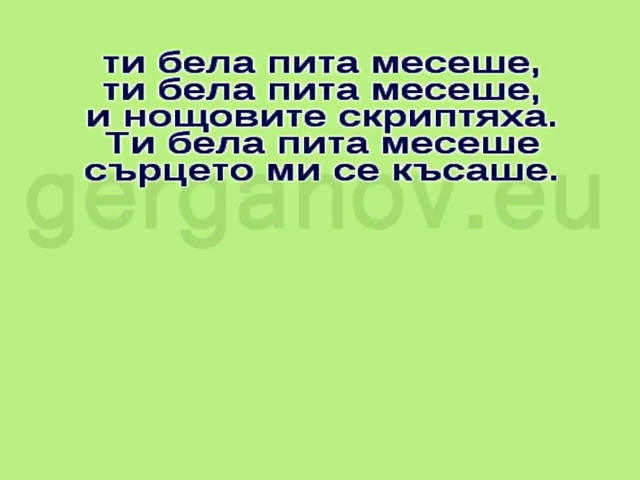 ти бела пита месеше,
ти бела пита месеше,
и нощовите скриптяха.
Ти бела пита месеше
сърцето ми се късаше.
gerganov.eu